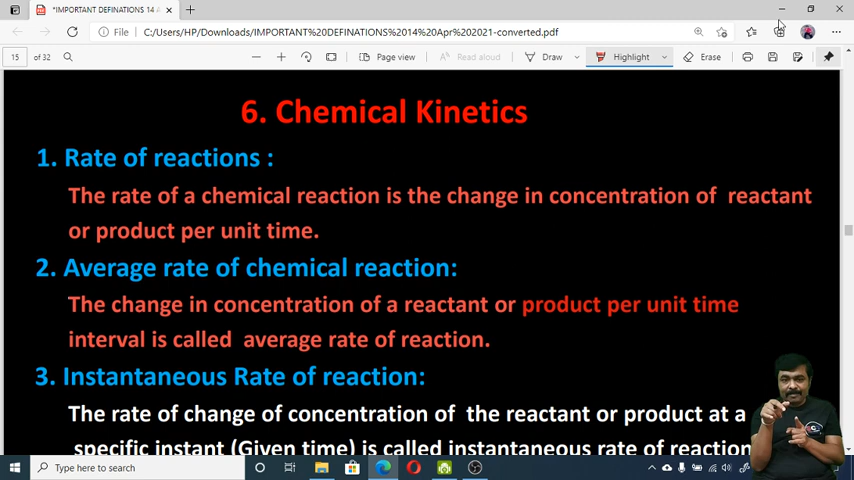 *IMPORTANT DEFINATIONS 14 A
File
C:/Users/HP/Downloads/IMPORTANT%20DEFINATIONS%2014%20Apr%202021-converted.pdf
15 of 32
Page view
Read aloud
Draw
Highlight
Erase
6. Chemical Kinetics
1. Rate of reactions :
The rate of a chemical reaction is the change in concentration of reactant
or product per unit time.
2. Average rate of chemical reaction:
The change in concentration of a reactant or product per unit time
interval is called average rate of reaction.
3. Instantaneous Rate of reaction:
The rate of change of concentration of the reactant or product at a
specific instant (Given time) is called instantaneous rate of reaction
Type here to search